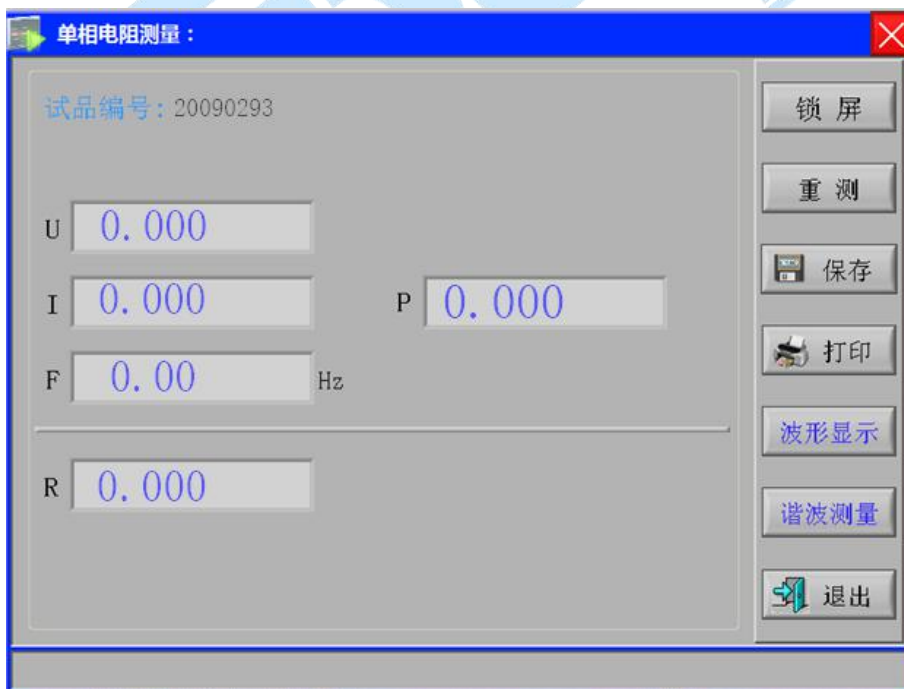 单相电阻测量：
试品编号：20090293
U 0.000
I 0.000 P 0.000
F 0.00 Hz
R 0.000
锁 屏
重 测
保存
打印
波形显示
谐波测量
退出